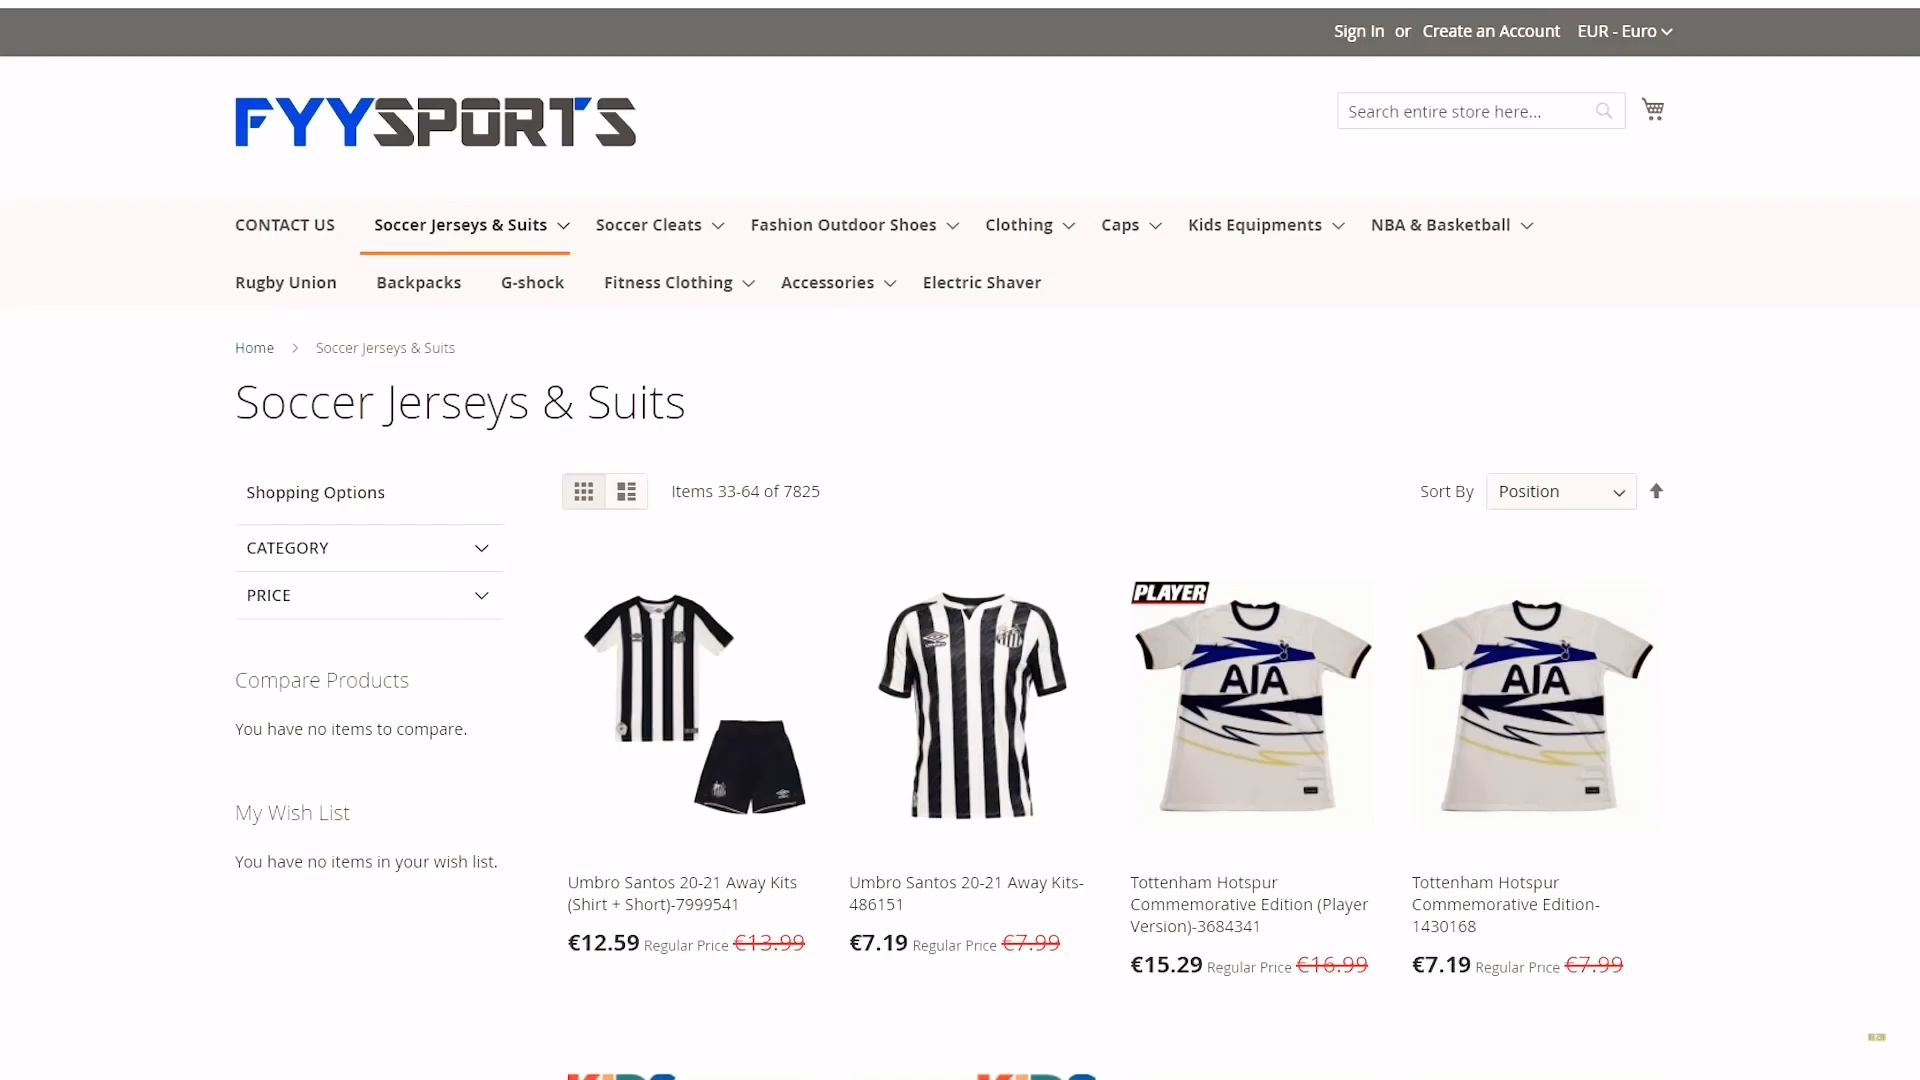 Sign In or Create an Account EUR - Euro
FYYSPORTS
Search entire store here...
CONTACT US Soccer Jerseys & Suits Soccer Cleats Fashion Outdoor Shoes Clothing Caps Kids Equipments NBA & Basketball
Rugby Union Backpacks G-shock Fitness Clothing Accessories Electric Shaver
Home Soccer Jerseys & Suits
Soccer Jerseys & Suits
Shopping Options
Items 33-64 of 7825
Sort By Position
CATEGORY
PRICE
Compare Products
You have no items to compare.
My Wish List
You have no items in your wish list.
PLAYER
AIA
AIA
Umbro Santos 20-21 Away Kits
(Shirt + Short)-7999541
€12.59 Regular Price €13.99
Umbro Santos 20-21 Away Kits-
486151
€7.19 Regular Price €7.99
Tottenham Hotspur
Commemorative Edition (Player
Version)-3684341
€15.29 Regular Price €16.99
Tottenham Hotspur
Commemorative Edition-
1430168
€7.19 Regular Price €7.99